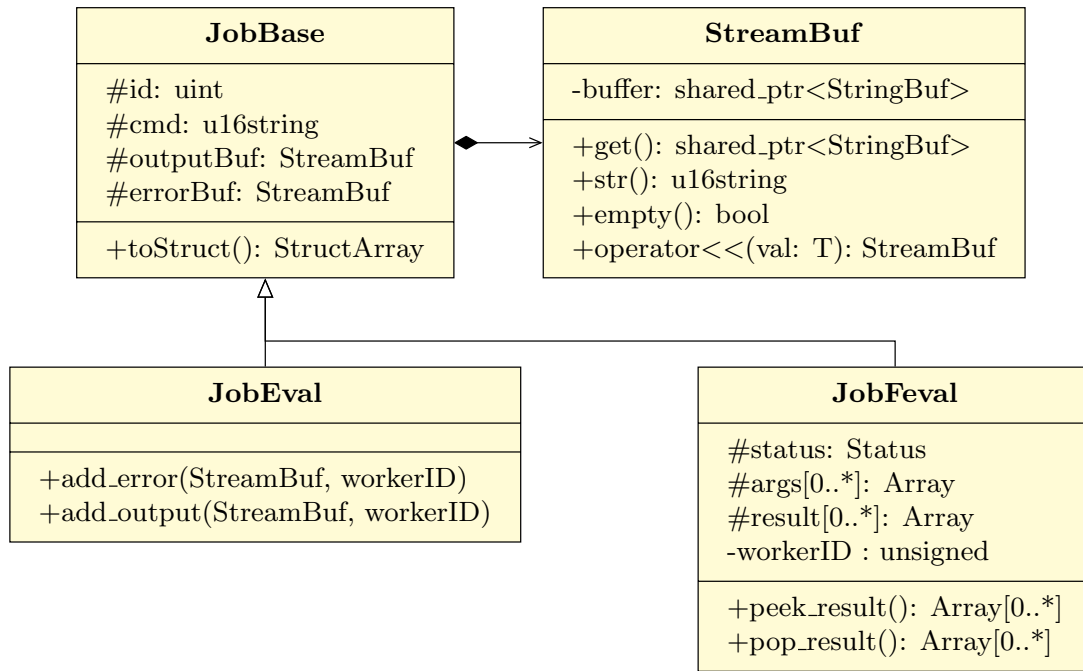 JobBase
#id: uint
#cmd: u16string
#outputBuf: StreamBuf
#errorBuf: StreamBuf
+toStruct(): StructArray
StreamBuf
-buffer: shared_ptr<StringBuf>
+get(): shared_ptr<StringBuf>
+str(): u16string
+empty(): bool
+operator<<(val: T): StreamBuf
JobEval
+add_error(StreamBuf, workerID)
+add_output(StreamBuf, workerID)
JobFeval
#status: Status
#args[0..*]: Array
#result[0..*]: Array
-workerID : unsigned
+peek_result(): Array[0..*]
+pop_result(): Array[0..*]